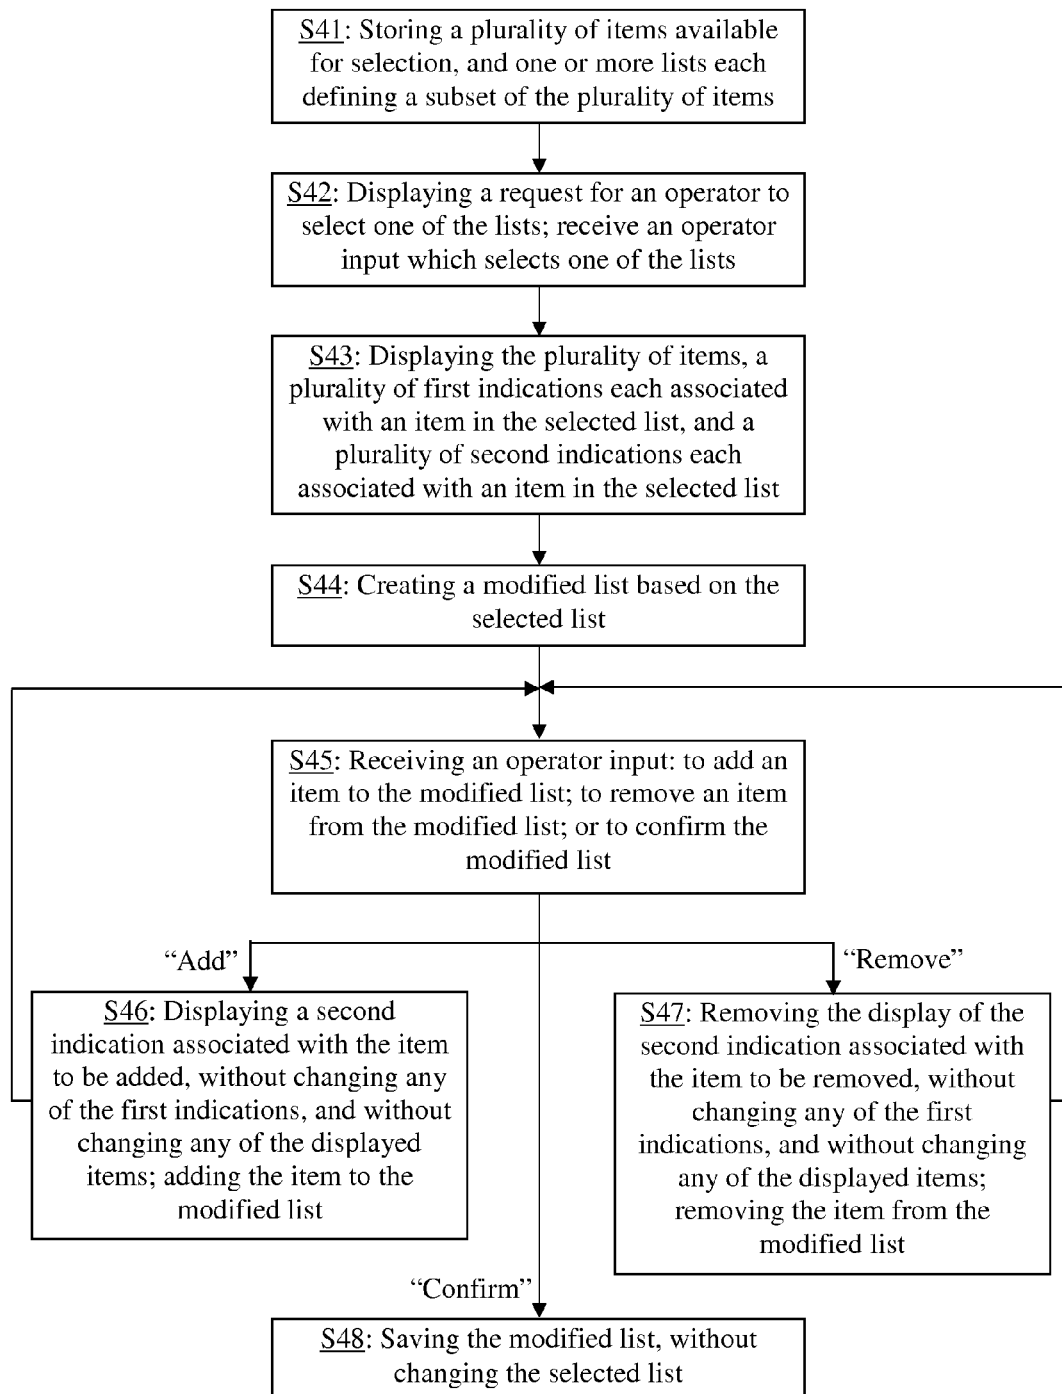 S41: Storing a plurality of items available
for selection, and one or more lists each
defining a subset of the plurality of items
S42: Displaying a request for an operator to
select one of the lists; receive an operator
input which selects one of the lists
S43: Displaying the plurality of items, a
plurality of first indications each associated
with an item in the selected list, and a
plurality of second indications each
associated with an item in the selected list
S44: Creating a modified list based on the
selected list
S45: Receiving an operator input: to add an
item to the modified list; to remove an item
from the modified list; or to confirm the
modified list
“Add”
S46: Displaying a second
indication associated with the item
to be added, without changing any
of the first indications, and without
changing any of the displayed
items; adding the item to the
modified list
“Remove”
S47: Removing the display of the
second indication associated with
the item to be removed, without
changing any of the first
indications, and without changing
any of the displayed items;
removing the item from the
modified list
“Confirm”
S48: Saving the modified list, without
changing the selected list